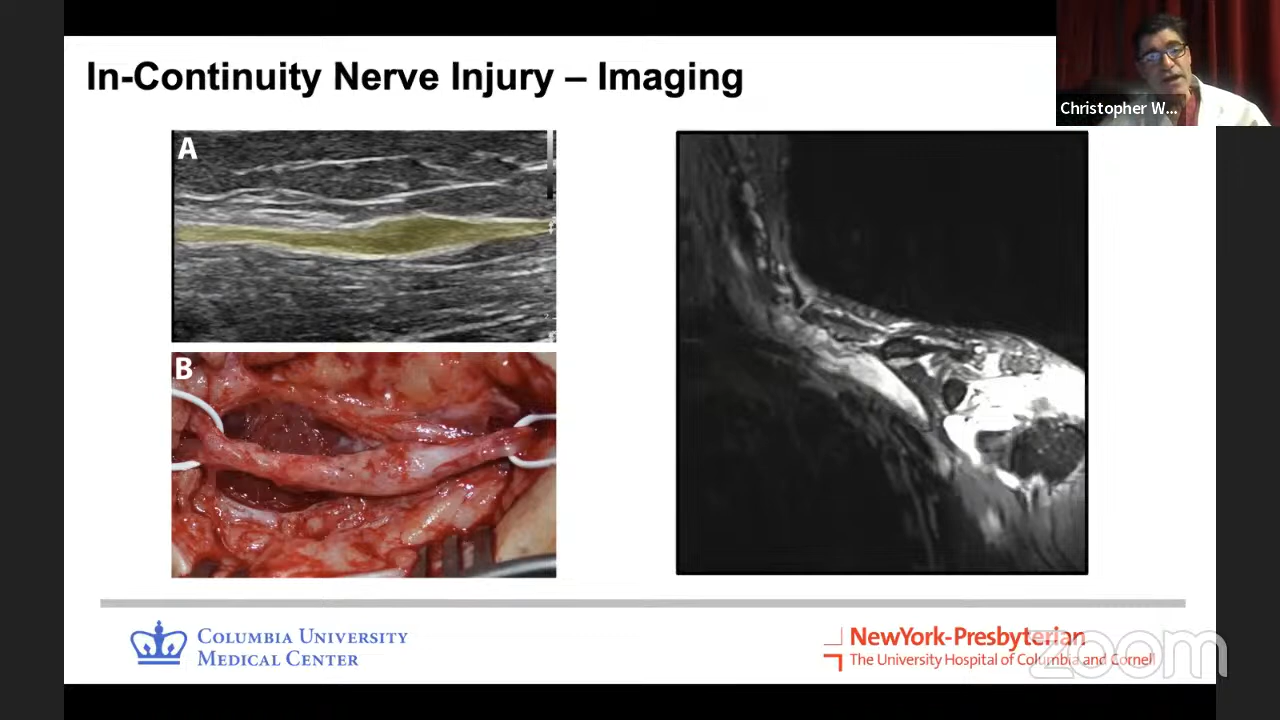 In-Continuity Nerve Injury – Imaging
Christopher W...
A
B
COLUMBIA UNIVERSITY
MEDICAL CENTER
NewYork-Presbyterian
The University Hospital of Columbia and Cornell
zoom